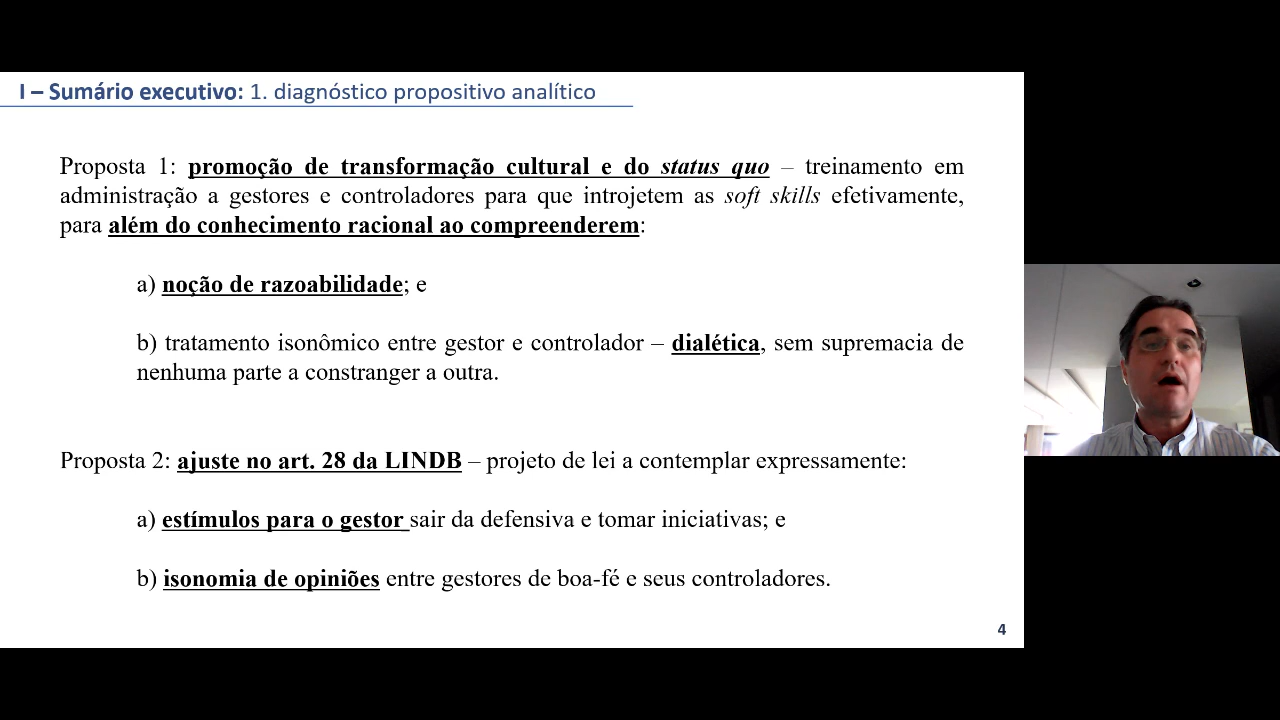 I – Sumário executivo: 1. diagnóstico propositivo analítico
Proposta 1: promoção de transformação cultural e do status quo – treinamento em
administração a gestores e controladores para que introjetem as soft skills efetivamente,
para além do conhecimento racional ao compreenderem:
a) noção de razoabilidade; e
b) tratamento isonômico entre gestor e controlador – dialética, sem supremacia de
nenhuma parte a constranger a outra.
Proposta 2: ajuste no art. 28 da LINDB – projeto de lei a contemplar expressamente:
a) estímulos para o gestor sair da defensiva e tomar iniciativas; e
b) isonomia de opiniões entre gestores de boa-fé e seus controladores.
4